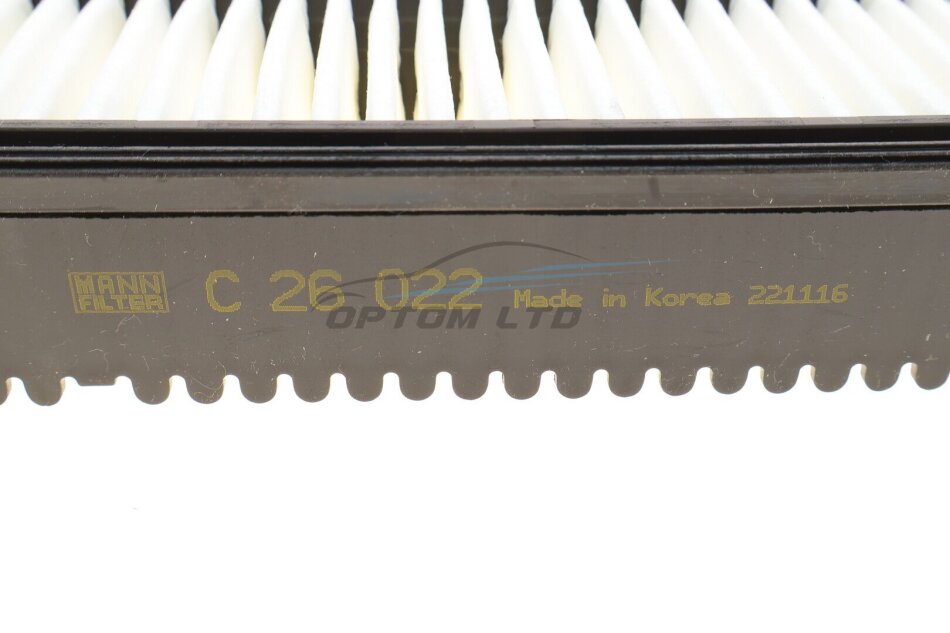 MANN
FILTER
C 26 022 Made in Korea 221116
OPTOM LTD